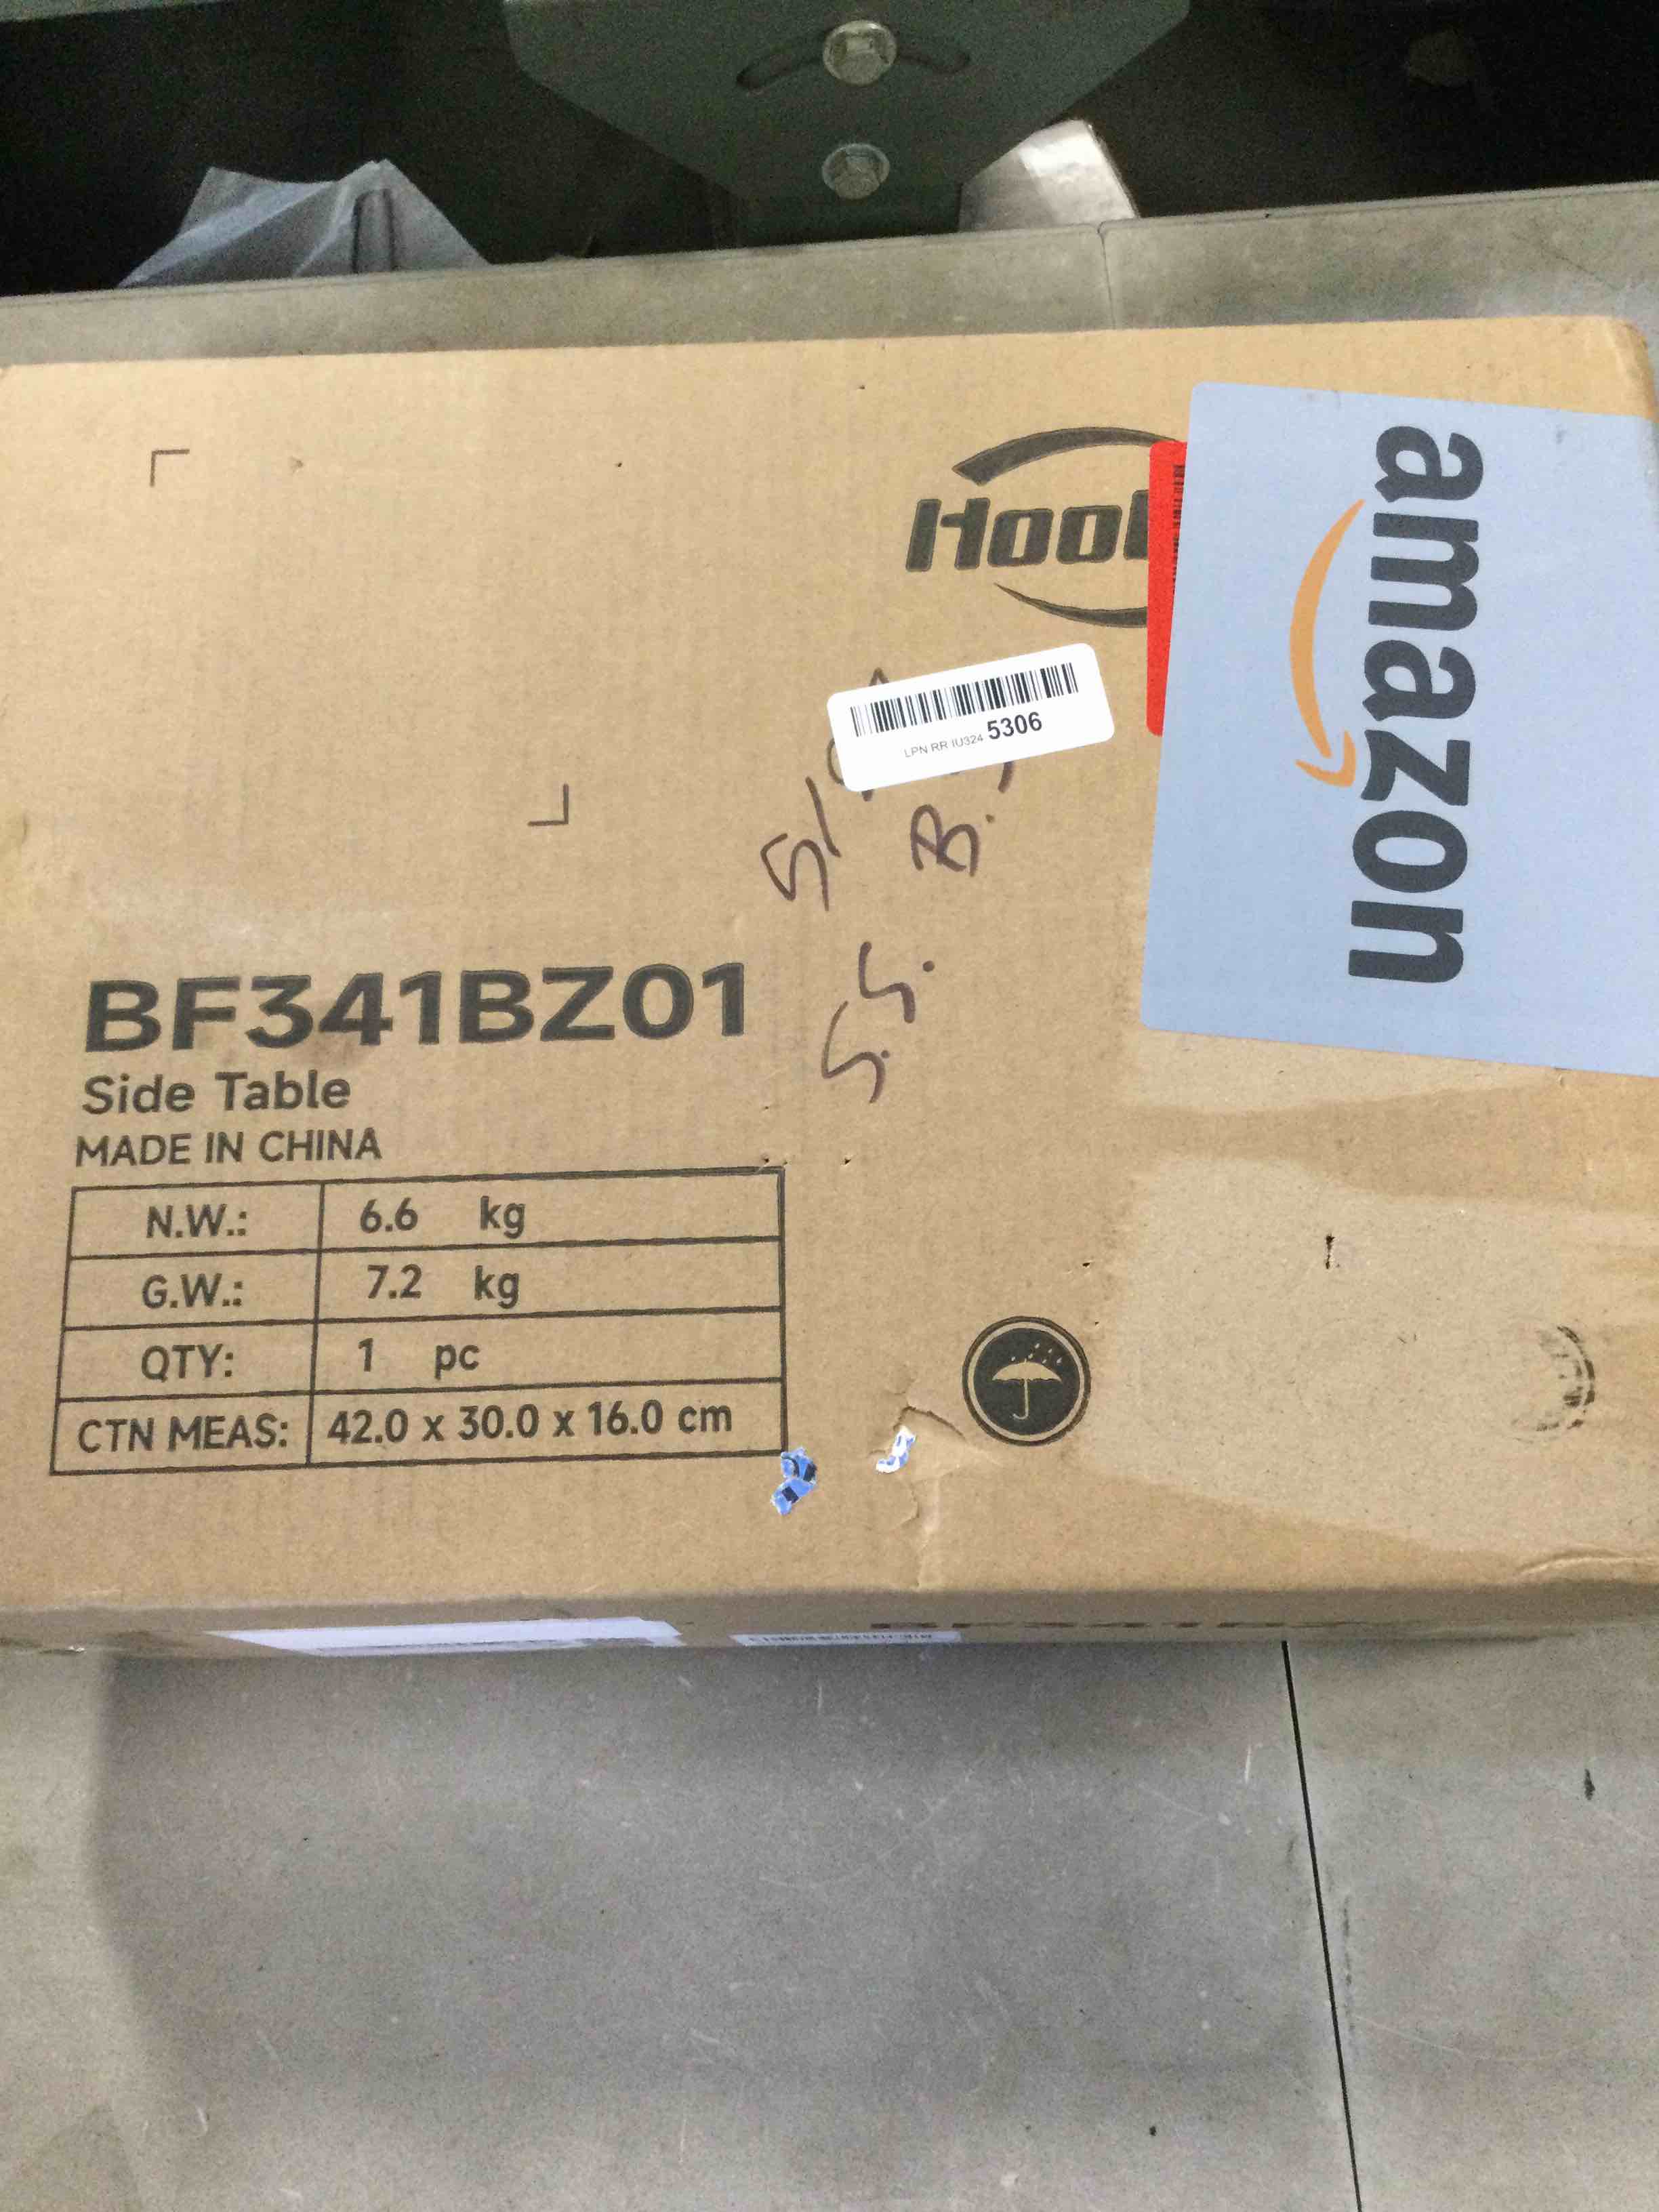 Hool
amazon
LPN RR IU324 5306
B.
S.S.
BF341BZ01
Side Table
MADE IN CHINA
N.W.: 6.6 kg
G.W.: 7.2 kg
QTY: 1 pc
CTN MEAS: 42.0 x 30.0 x 16.0 cm